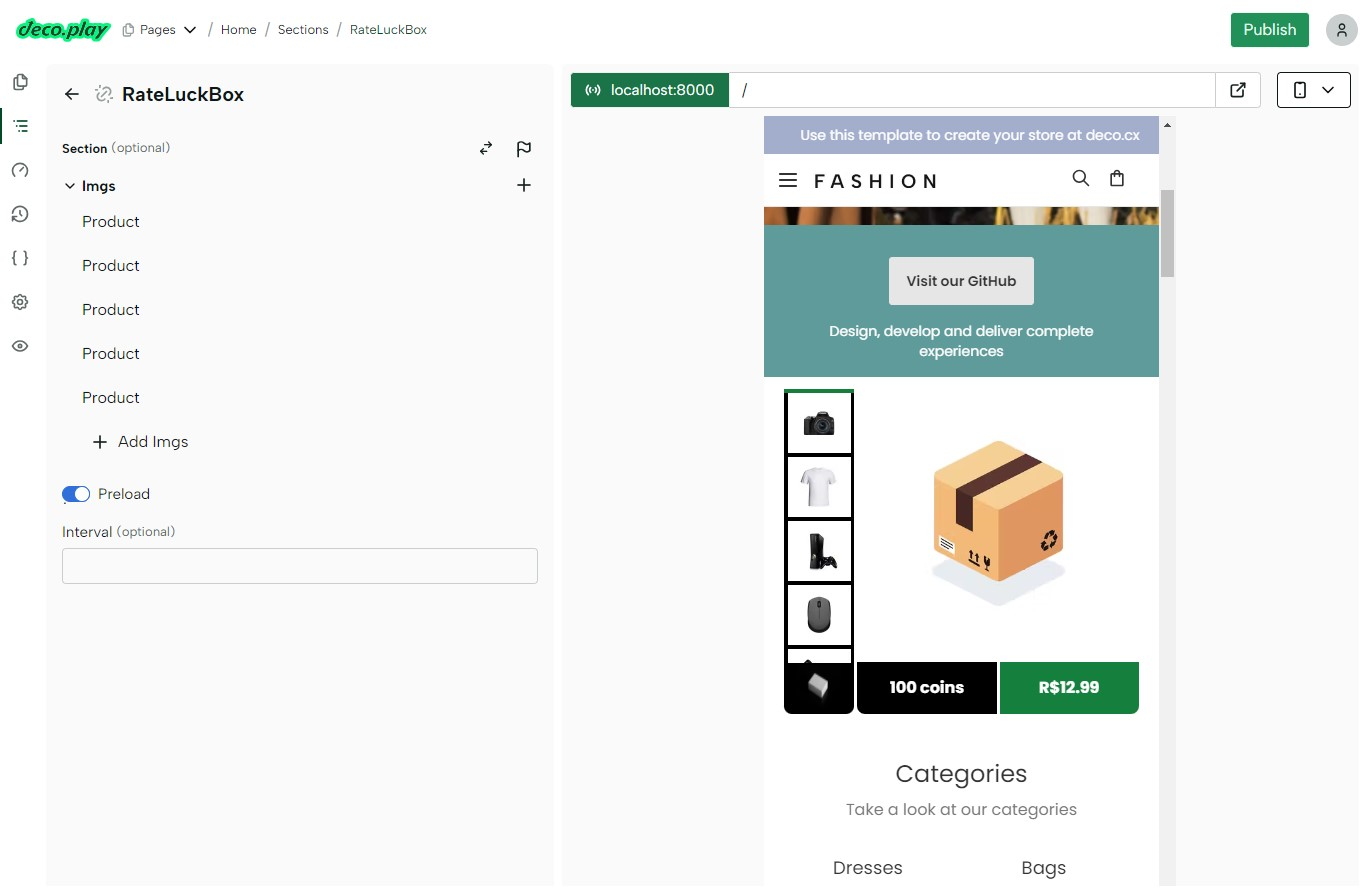 deco.play
Pages / Home / Sections / RateLuckBox
Publish
RateLuckBox
Section (optional)
Imgs
Product
Product
Product
Product
Product
Add Imgs
Preload
Interval (optional)
localhost:8000
/
Use this template to create your store at deco.cx
FASHION
Visit our GitHub
Design, develop and deliver complete
experiences
100 coins
R$12.99
Categories
Take a look at our categories
Dresses
Bags